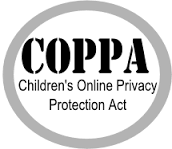 COPPA
Children's Online Privacy
Protection Act